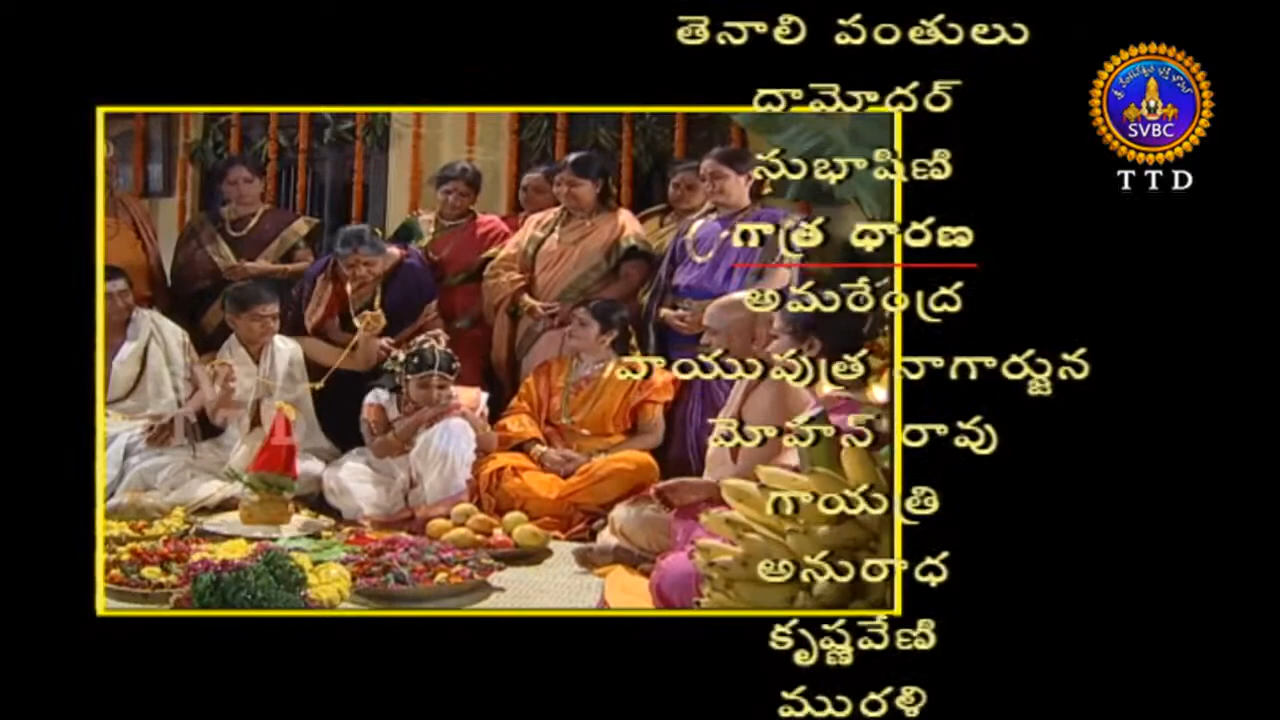 తెనాలి పంతులు
దామోదర్
సుభాషిణి
గాత్ర ధారణ
అమరేంద్ర
వాయుపుత్ర నాగార్జున
మోహన్ రావు
గాయత్రి
అనురాధ
కృష్ణవేణి
మురళి
SVBC
TTD